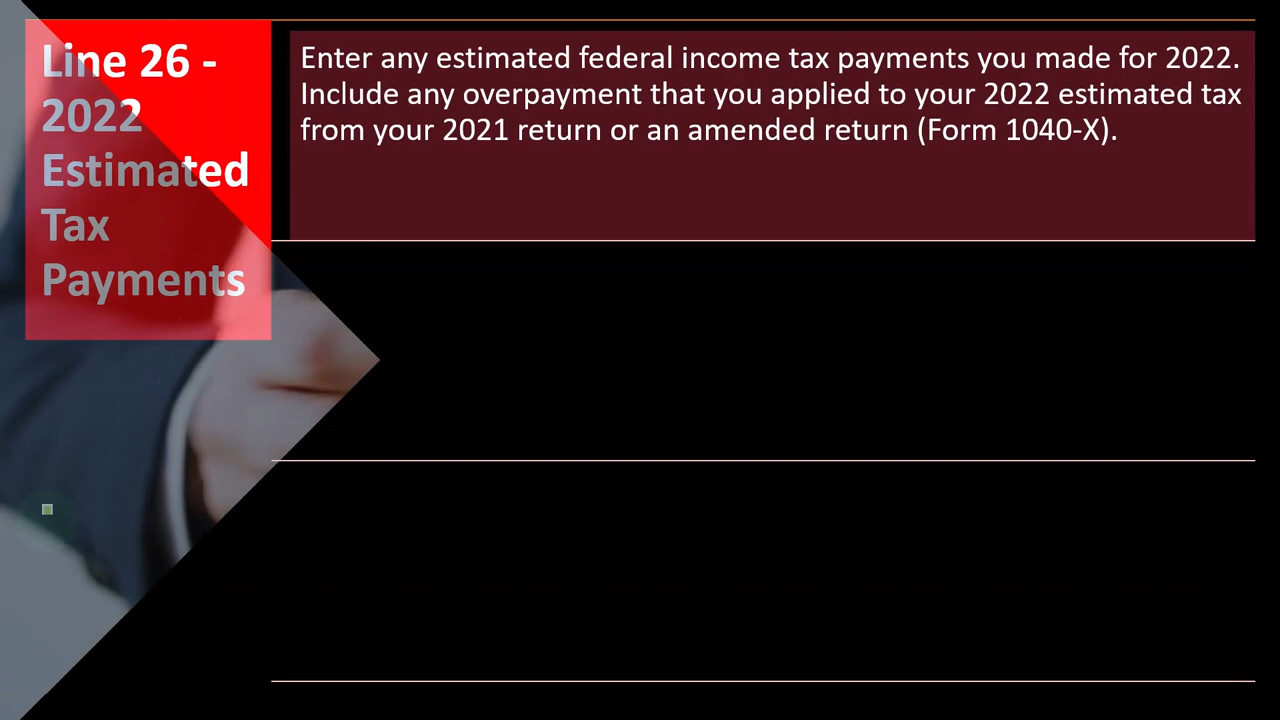 Line 26 -
2022
Estimated
Tax
Payments
Enter any estimated federal income tax payments you made for 2022.
Include any overpayment that you applied to your 2022 estimated tax
from your 2021 return or an amended return (Form 1040-X).